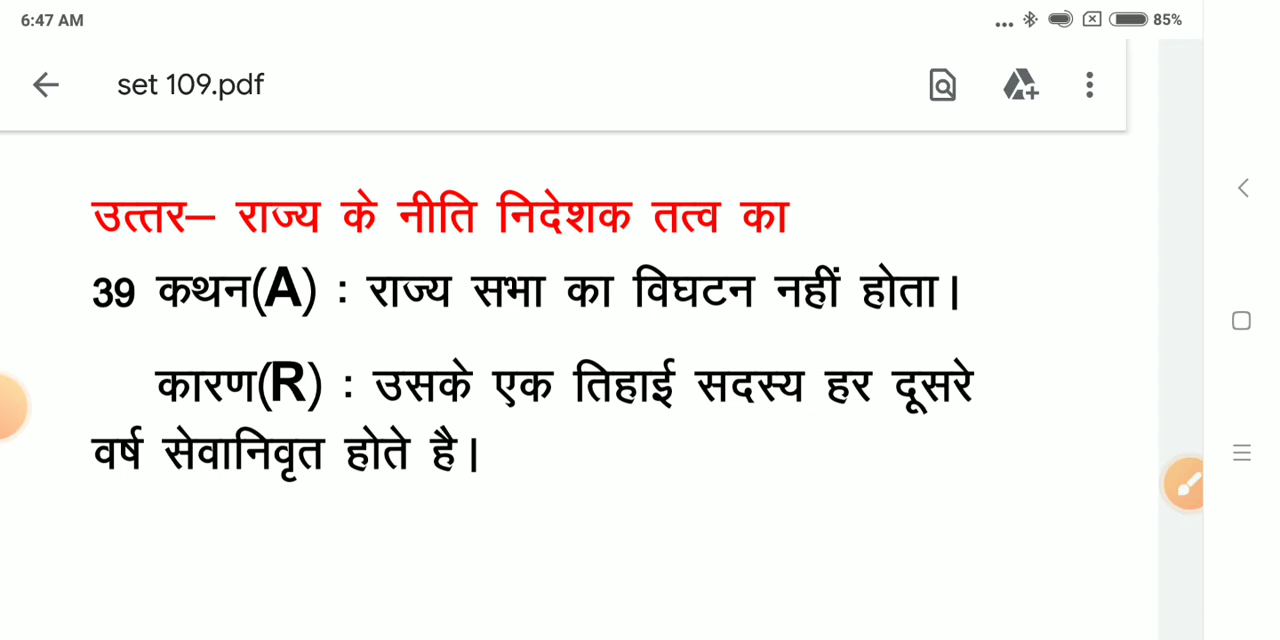 6:47 AM
85%
set 109.pdf
उत्तर– राज्य के नीति निदेशक तत्व का
39 कथन(A) : राज्य सभा का विघटन नहीं होता।
कारण(R) : उसके एक तिहाई सदस्य हर दूसरे
वर्ष सेवानिवृत होते है।